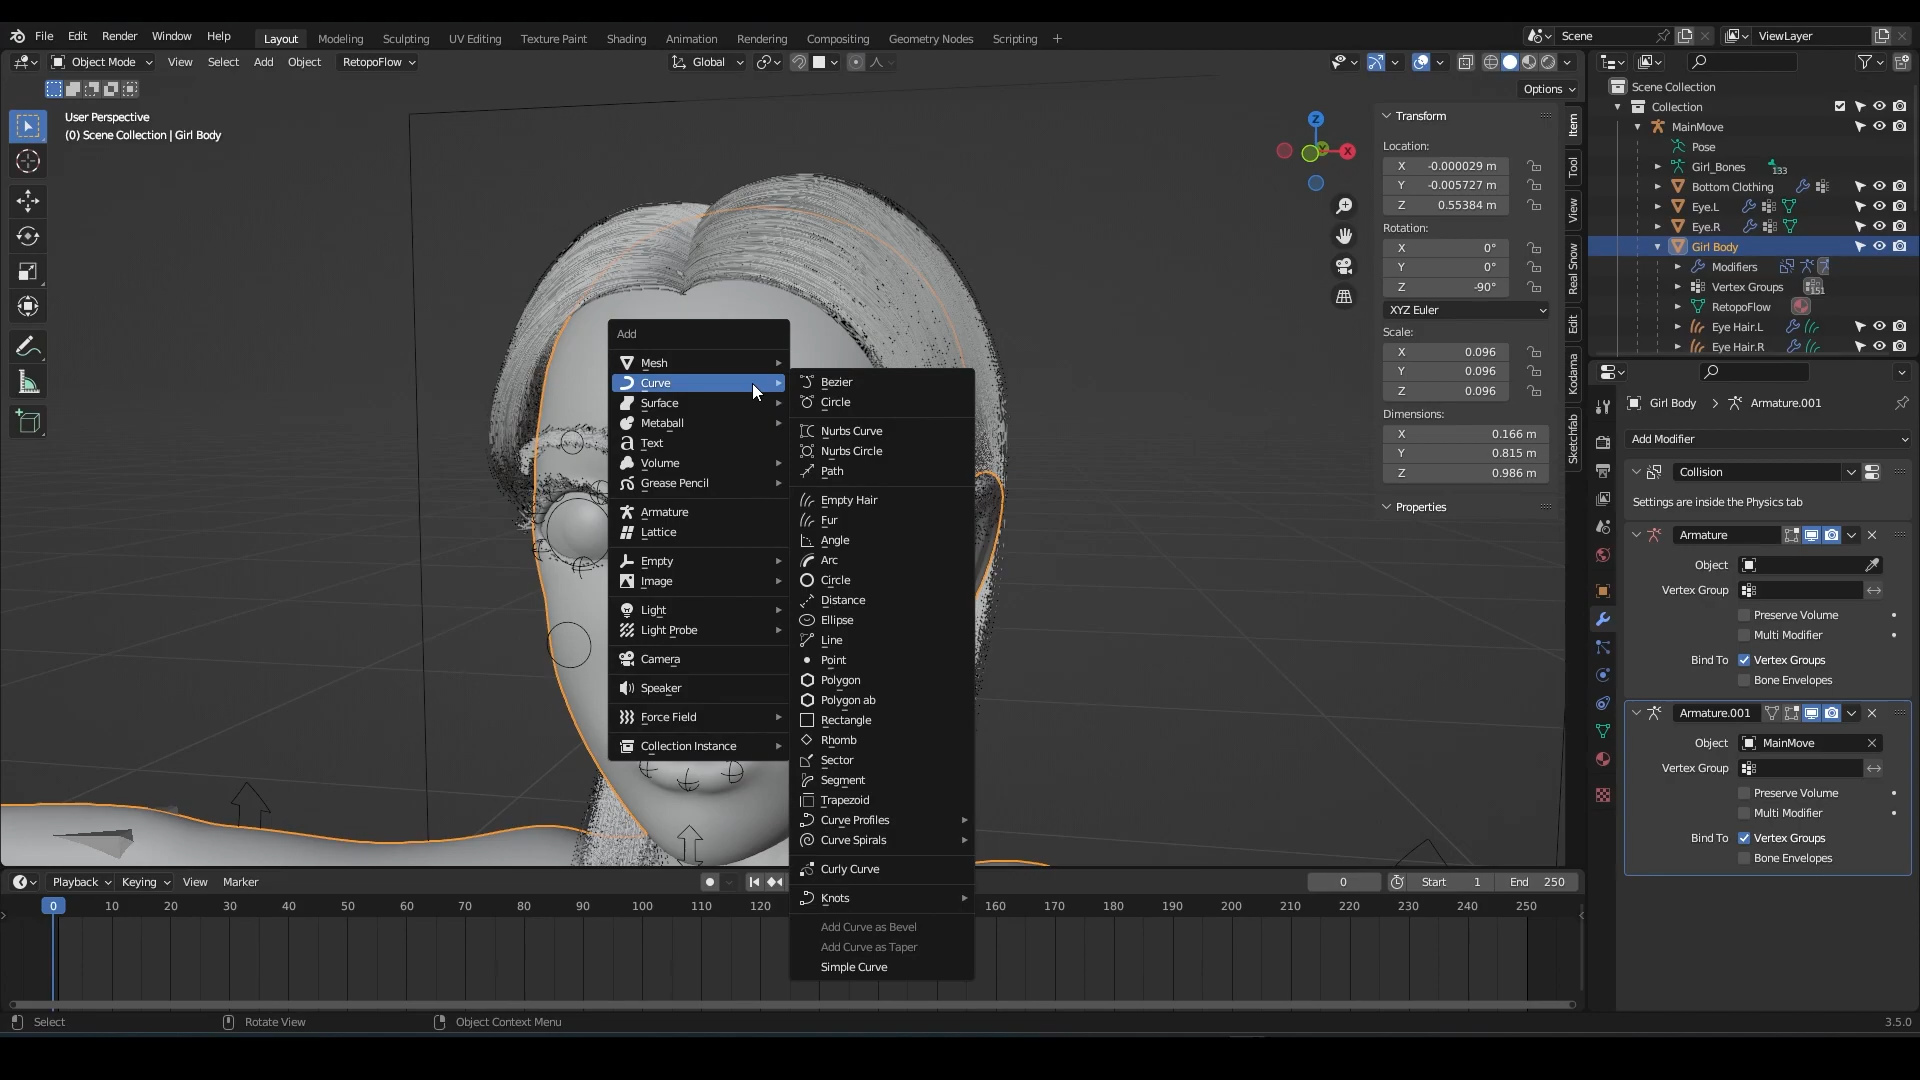 File Edit Render Window Help Layout Modeling Sculpting UV Editing Texture Paint Shading Animation Rendering Compositing Geometry Nodes Scripting + Scene ViewLayer
Object Mode View Select Add Object RetopoFlow Global
Options
User Perspective
(0) Scene Collection | Girl Body
Z
X
Transform
Location:
X -0.000029 m
Y -0.005727 m
Z 0.55384 m
Rotation:
X 0°
Y 0°
Z -90°
XYZ Euler
Scale:
X 0.096
Y 0.096
Z 0.096
Dimensions:
X 0.166 m
Y 0.815 m
Z 0.986 m
Properties
Item
Tool
View
Real Snow
Edit
Kodama
Sketchfab
Scene Collection
Collection
MainMove
Pose
Girl_Bones 133
Bottom Clothing
Eye.L
Eye.R
Girl Body
Modifiers
Vertex Groups 151
RetopoFlow
Eye Hair.L
Eye Hair.R
Girl Body > Armature.001
Add Modifier
Collision
Settings are inside the Physics tab
Armature
Object
Vertex Group
Preserve Volume
Multi Modifier
Bind To Vertex Groups
Bone Envelopes
Armature.001
Object MainMove
Vertex Group
Preserve Volume
Multi Modifier
Bind To Vertex Groups
Bone Envelopes
Add
Mesh
Curve
Surface
Metaball
Text
Volume
Grease Pencil
Armature
Lattice
Empty
Image
Light
Light Probe
Camera
Speaker
Force Field
Collection Instance
Bezier
Circle
Nurbs Curve
Nurbs Circle
Path
Empty Hair
Fur
Angle
Arc
Circle
Distance
Ellipse
Line
Point
Polygon
Polygon ab
Rectangle
Rhomb
Sector
Segment
Trapezoid
Curve Profiles
Curve Spirals
Curly Curve
Knots
Add Curve as Bevel
Add Curve as Taper
Simple Curve
Playback Keying View Marker 0 Start 1 End 250
0 10 20 30 40 50 60 70 80 90 100 110 120 160 170 180 190 200 210 220 230 240 250
Select Rotate View Object Context Menu 3.5.0